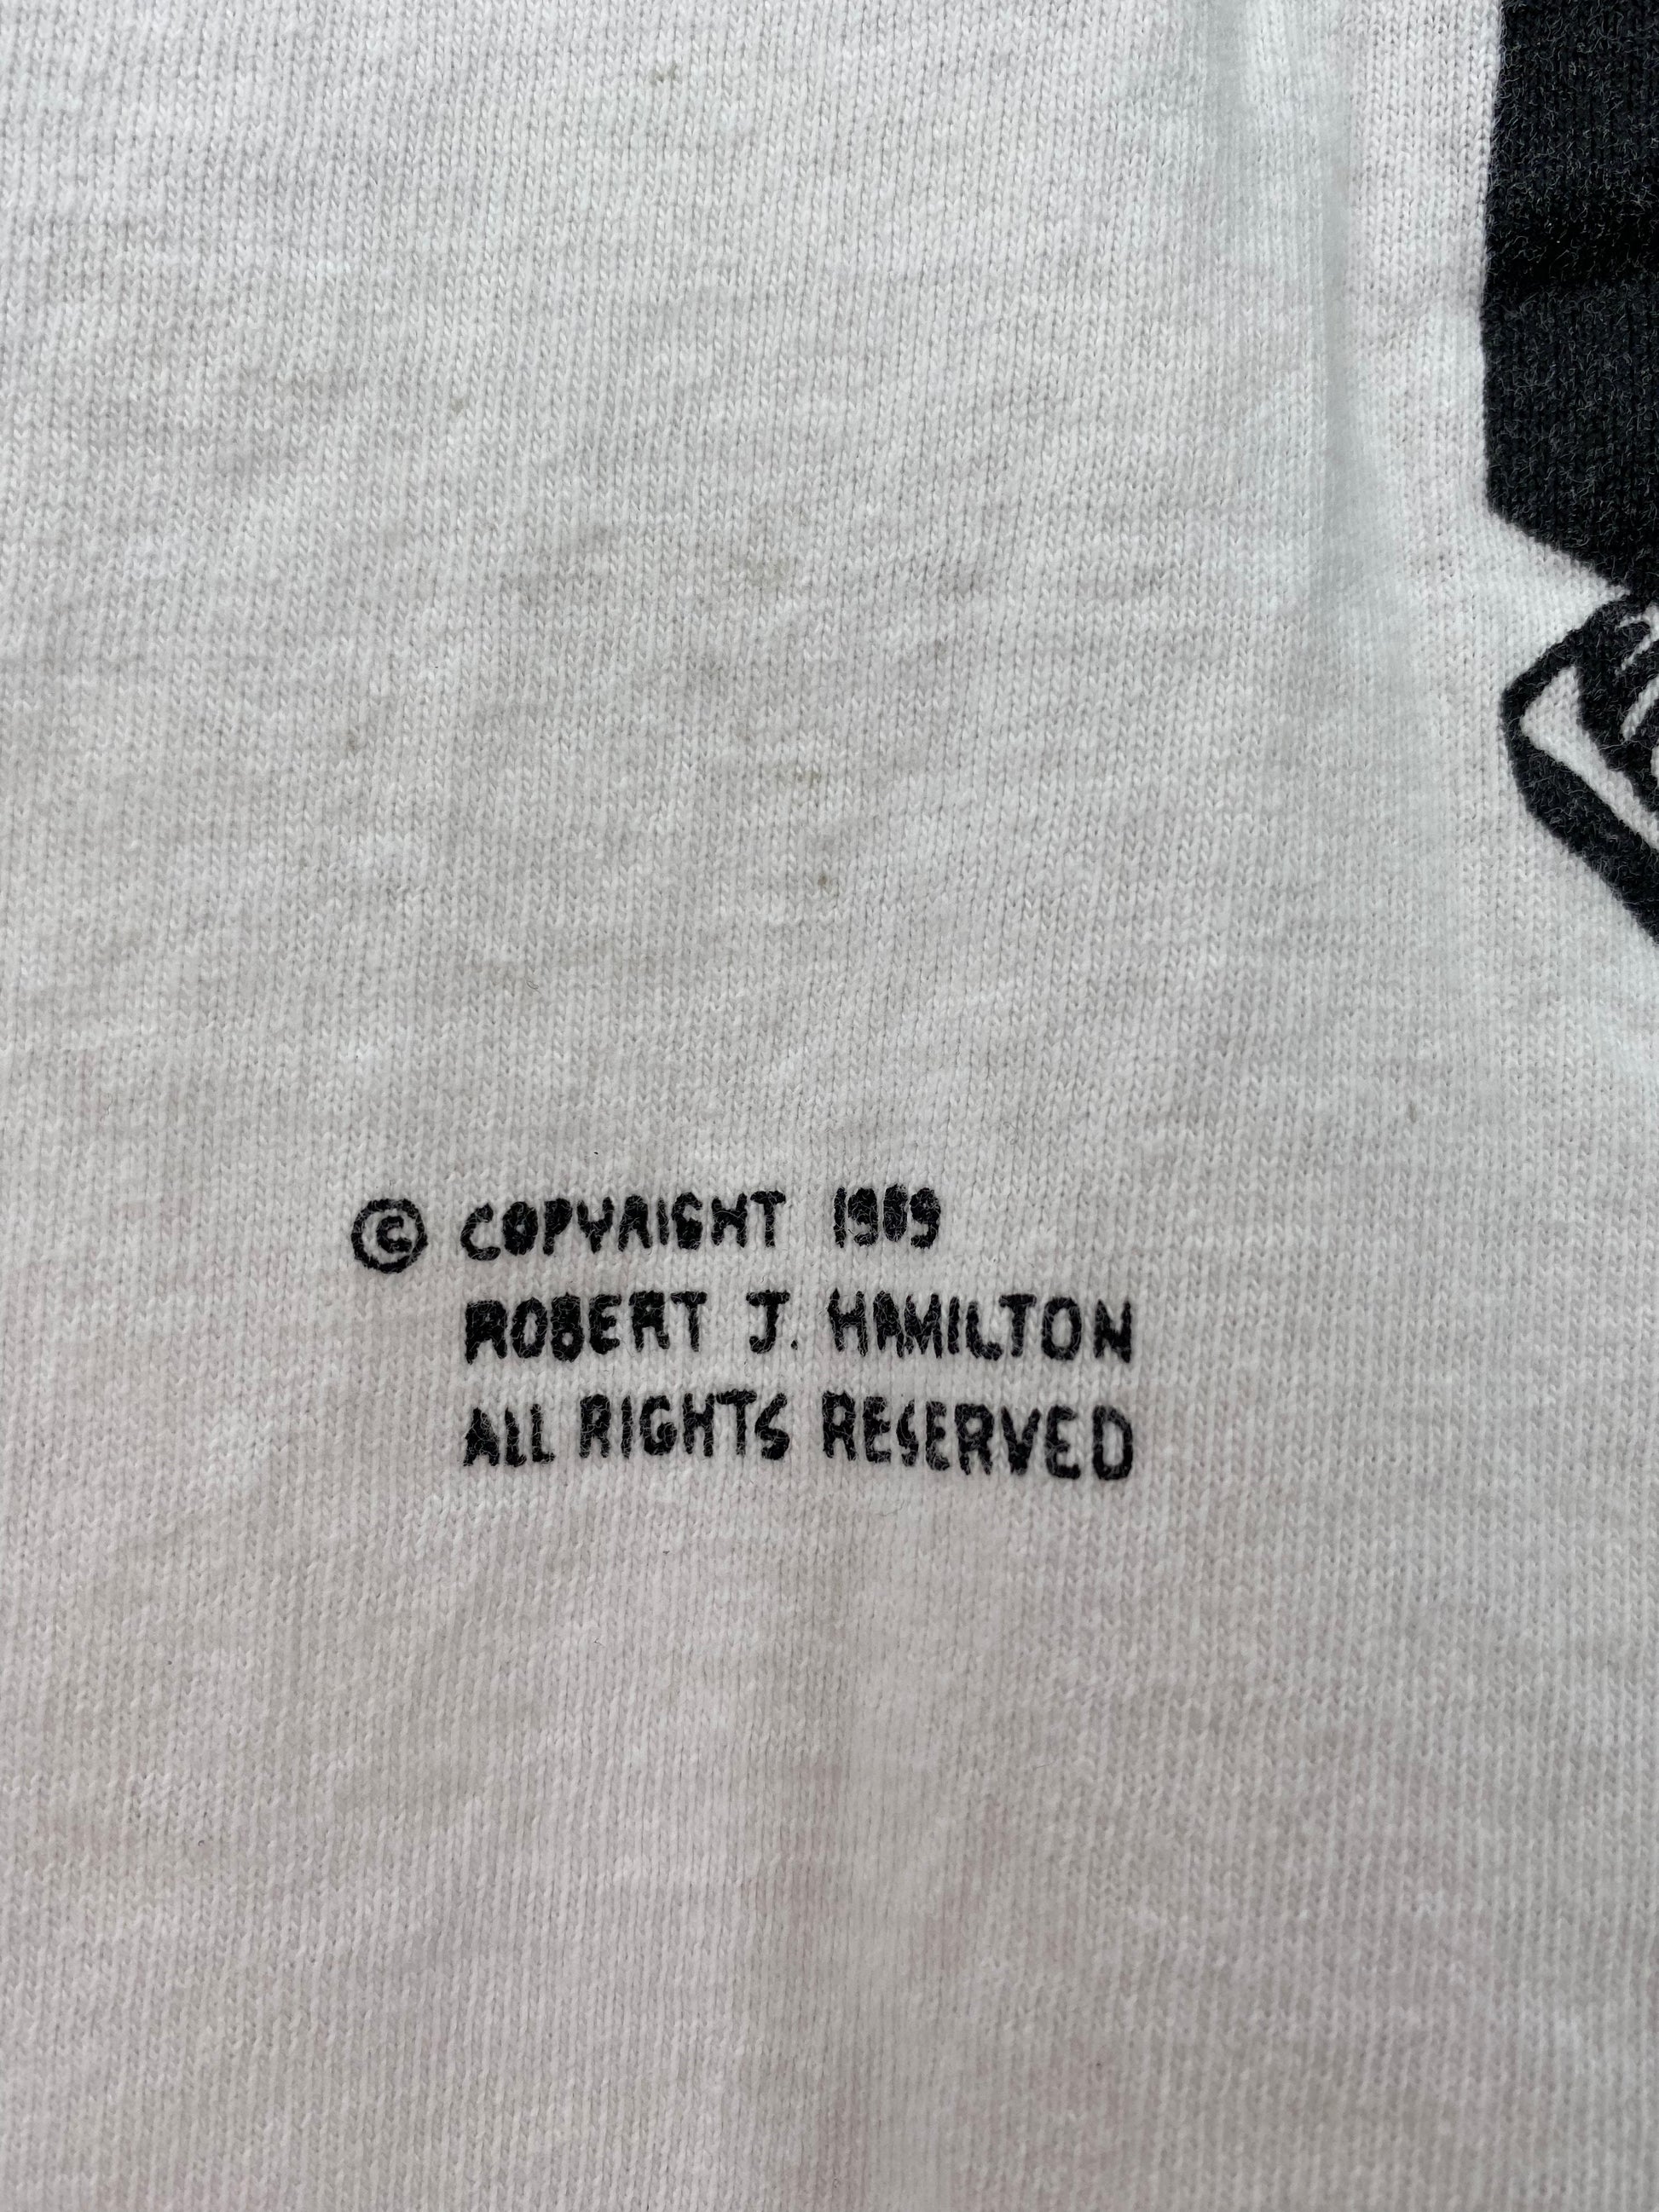 © COPYRIGHT 1989
ROBERT J. HAMILTON
ALL RIGHTS RESERVED